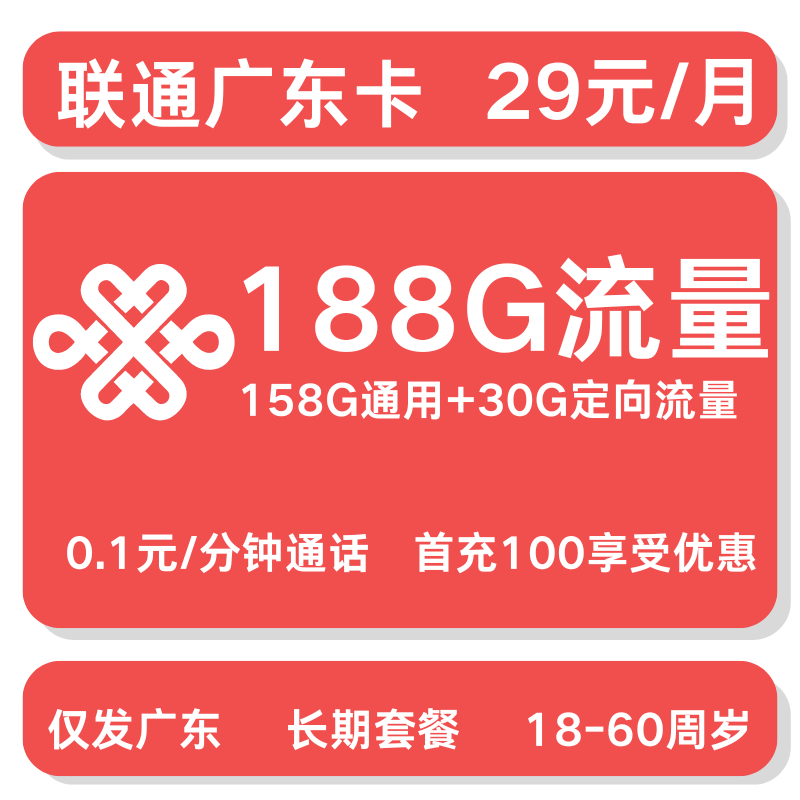 联通广东卡 29元/月
188G流量
158G通用+30G定向流量
0.1元/分钟通话 首充100享受优惠
仅发广东 长期套餐 18-60周岁